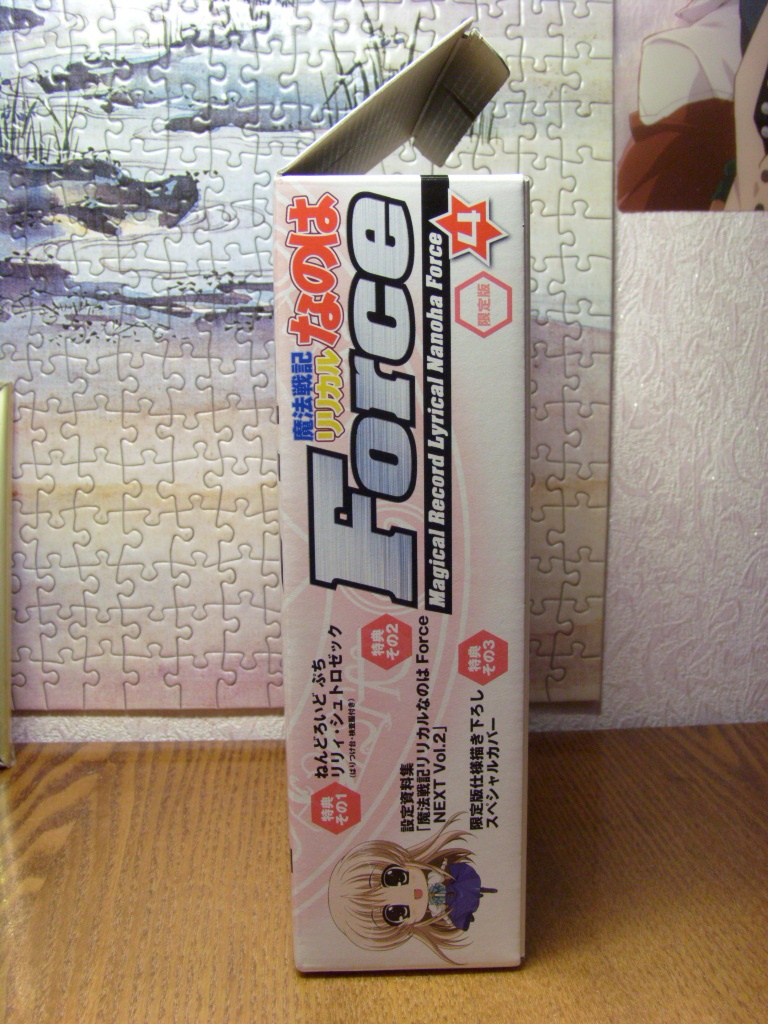 魔法戦記
リリカル
なのは
Force
Magical Record Lyrical Nanoha Force
4
限定版
特典
その1
ねんどろいど ぷち
リリィ・シュトロゼック
特典
その2
設定資料集
「魔法戦記リリカルなのは Force
NEXT Vol.2」
特典
その3
限定版仕様描き下ろし
スペシャルカバー